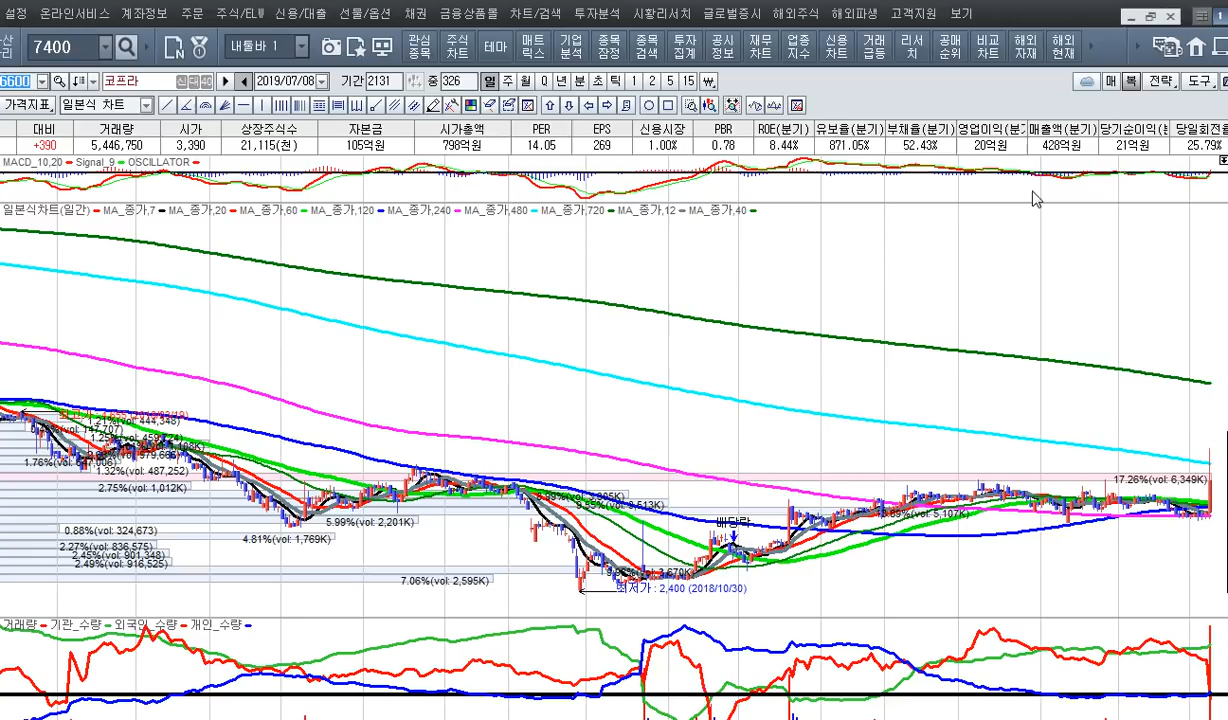 설정 온라인서비스 계좌정보 주문 주식/ELW 신용/대출 선물/옵션 채권 금융상품몰 차트/검색 투자분석 시황리서치 글로벌증시 해외주식 해외파생 고객지원 보기
7400 내툴바 1 관심종목 주식차트 테마 매트릭스 기업분석 종목잠정 종목검색 투자집계 공시정보 재무차트 업종지수 신용차트 거래급등 리서치 공매순위 비교차트 해외자차 해외현재
6600 코프라 2019/07/08 기간 2131 중 326 일 주 월 년 분 초 틱 1 2 5 15 매 복 전략 도구
가격지표 일본식 차트
대비 거래량 시가 상장주식수 자본금 시가총액 PER EPS 신용시장 PBR ROE(분기) 유보율(분기) 부채율(분기) 영업이익(분기 매출액(분기) 당기순이익(분 당일회전율
+390 5,446,750 3,390 21,115(천) 105억원 798억원 14.05 269 1.00% 0.78 8.44% 871.05% 52.43% 20억원 428억원 21억원 25.79%
MACD_10,20 Signal_9 OSCILLATOR
일본식차트(일간) MA_종가,7 MA_종가,20 MA_종가,60 MA_종가,120 MA_종가,240 MA_종가,480 MA_종가,720 MA_종가,12 MA_종가,40
1.76%(vol: 647,006)
1.32%(vol: 487,252)
17.26%(vol: 6,349K)
2.75%(vol: 1,012K)
5.99%(vol: 2,201K)
배당락
0.88%(vol: 324,673)
4.81%(vol: 1,769K)
2.27%(vol: 836,575)
2.45%(vol: 901,348)
2.49%(vol: 916,525)
7.06%(vol: 2,595K)
최저가 : 2,400 (2018/10/30)
거래량 기관_수량 외국인_수량 개인_수량